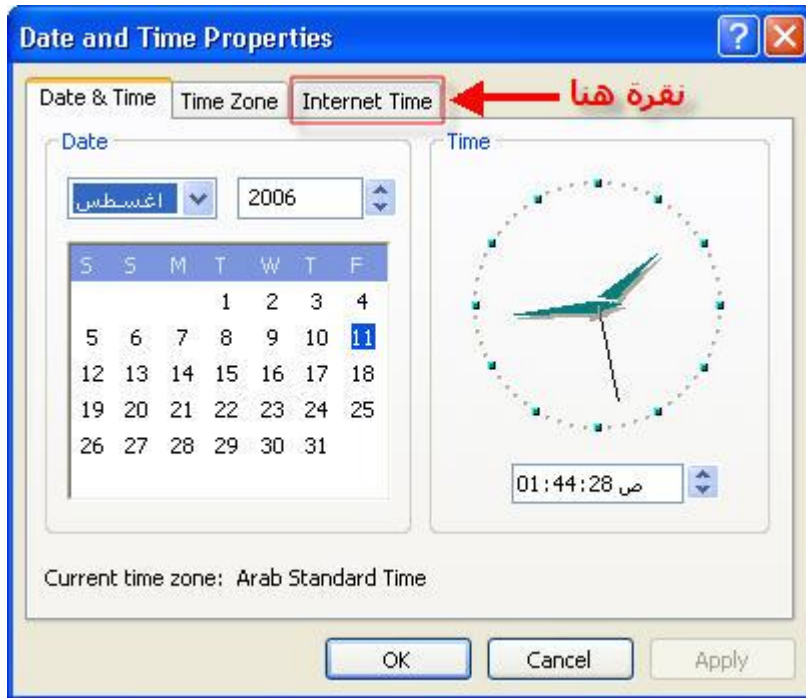 Date and Time Properties
Date & Time Time Zone Internet Time نقرة هنا
Date
اغسطس 2006
S S M T W T F
1 2 3 4
5 6 7 8 9 10 11
12 13 14 15 16 17 18
19 20 21 22 23 24 25
26 27 28 29 30 31
Time
01:44:28 ص
Current time zone: Arab Standard Time
OK Cancel Apply